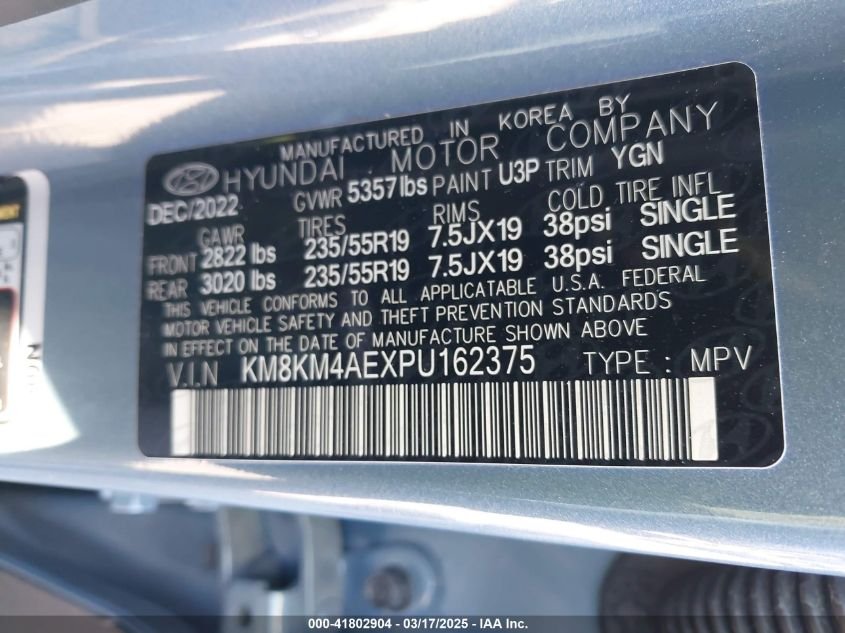 MANUFACTURED IN KOREA BY
HYUNDAI MOTOR COMPANY
DEC/2022 GVWR 5357lbs PAINT U3P TRIM YGN
GAWR TIRES RIMS COLD TIRE INFL
FRONT 2822 lbs 235/55R19 7.5JX19 38psi SINGLE
REAR 3020 lbs 235/55R19 7.5JX19 38psi SINGLE
THIS VEHICLE CONFORMS TO ALL APPLICATABLE U.S.A. FEDERAL
MOTOR VEHICLE SAFETY AND THEFT PREVENTION STANDARDS
IN EFFECT ON THE DATE OF MANUFACTURE SHOWN ABOVE
V.I.N KM8KM4AEXPU162375 TYPE : MPV
000-41802904 - 03/17/2025 - IAA Inc.